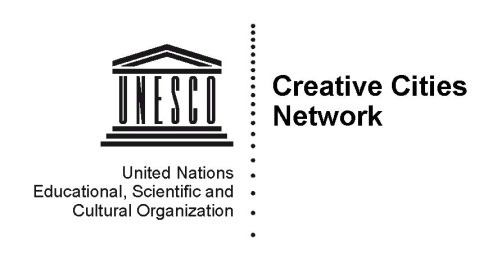 UNESCO
United Nations
Educational, Scientific and
Cultural Organization
Creative Cities
Network